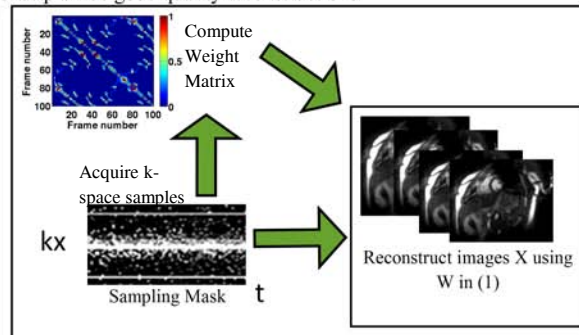 20
40
60
80
100
20 40 60 80 100
Frame number
Frame number
1
0.5
0
Compute
Weight
Matrix
Acquire k-
space samples
kx
Sampling Mask
t
Reconstruct images X using
W in (1)